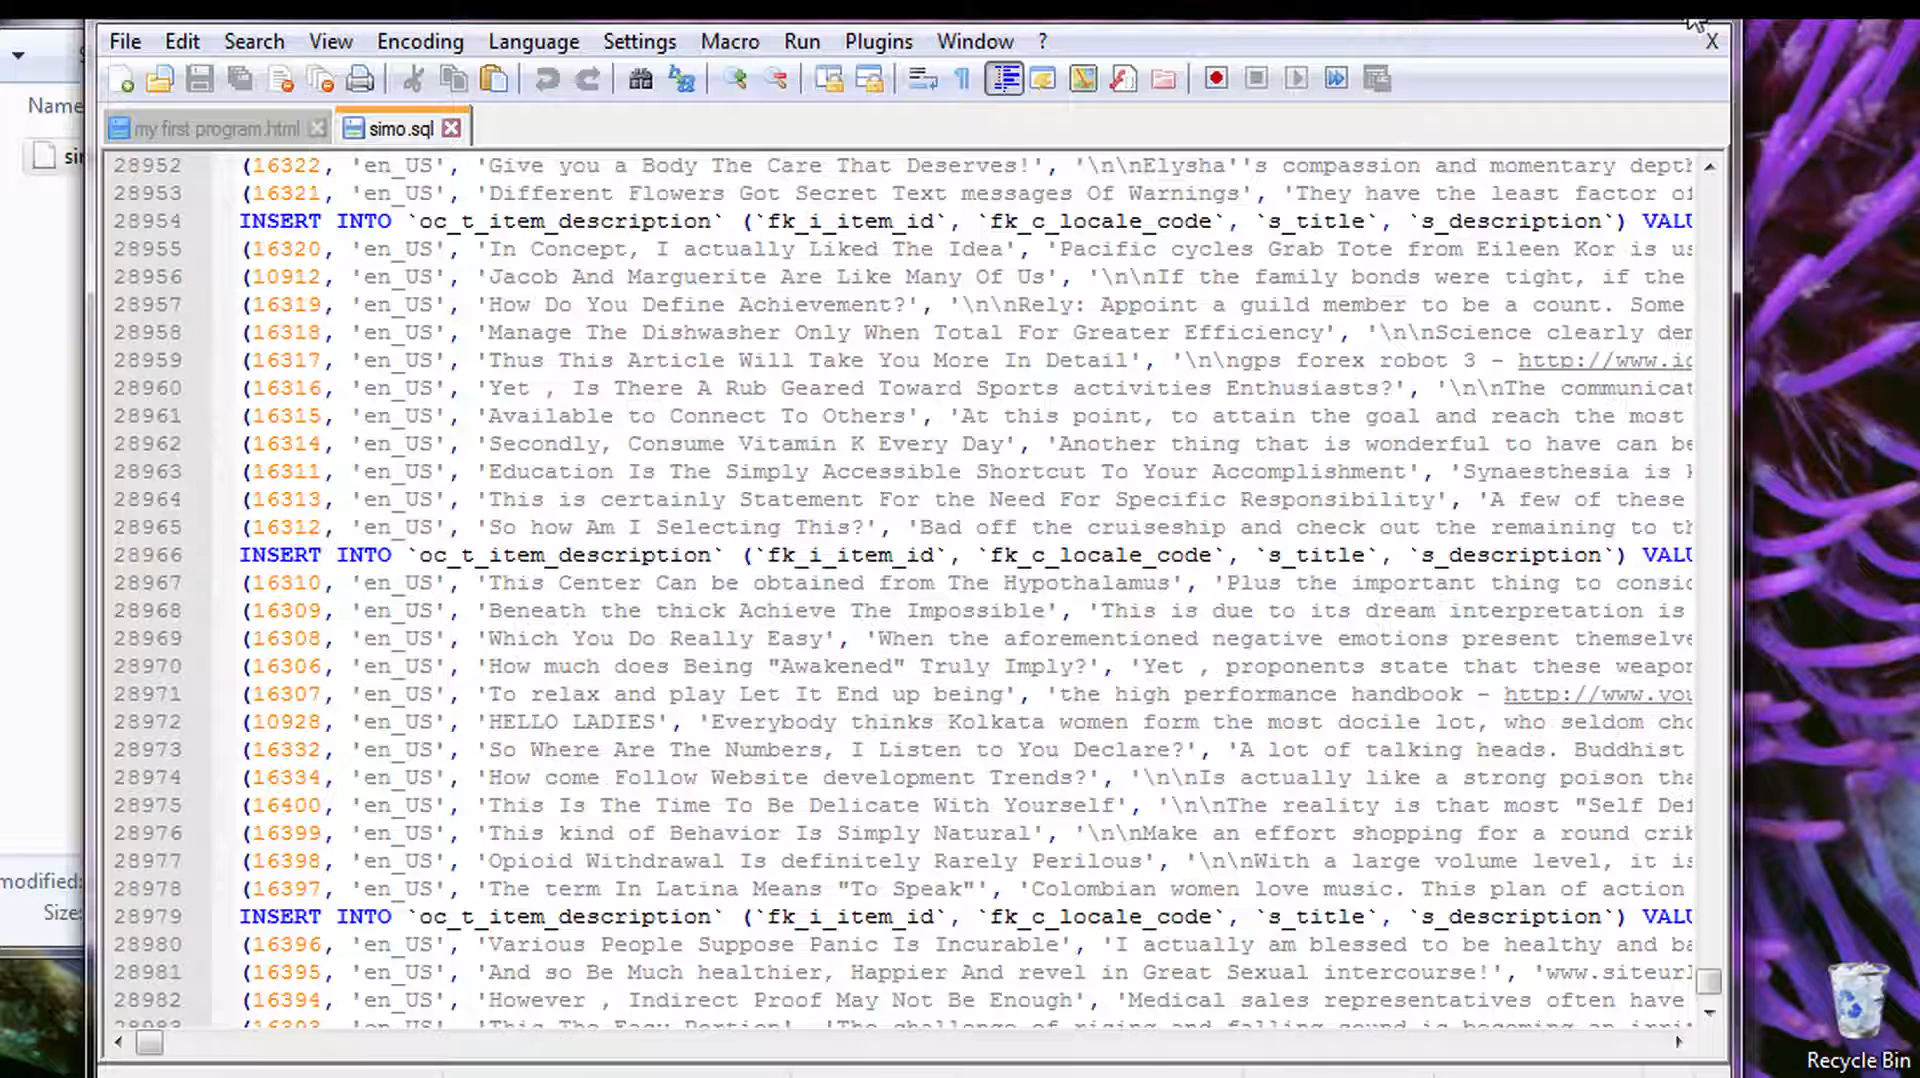 File Edit Search View Encoding Language Settings Macro Run Plugins Window ? X
Name
my first program.html simo.sql
28952 (16322, 'en_US', 'Give you a Body The Care That Deserves!', '\n\nElysha''s compassion and momentary depth
28953 (16321, 'en_US', 'Different Flowers Got Secret Text messages Of Warnings', 'They have the least factor of
28954 INSERT INTO `oc_t_item_description` (`fk_i_item_id`, `fk_c_locale_code`, `s_title`, `s_description`) VALU
28955 (16320, 'en_US', 'In Concept, I actually Liked The Idea', 'Pacific cycles Grab Tote from Eileen Kor is us
28956 (10912, 'en_US', 'Jacob And Marguerite Are Like Many Of Us', '\n\nIf the family bonds were tight, if the
28957 (16319, 'en_US', 'How Do You Define Achievement?', '\n\nRely: Appoint a guild member to be a count. Some
28958 (16318, 'en_US', 'Manage The Dishwasher Only When Total For Greater Efficiency', '\n\nScience clearly dem
28959 (16317, 'en_US', 'Thus This Article Will Take You More In Detail', '\n\ngps forex robot 3 - http://www.ic
28960 (16316, 'en_US', 'Yet , Is There A Rub Geared Toward Sports activities Enthusiasts?', '\n\nThe communicat
28961 (16315, 'en_US', 'Available to Connect To Others', 'At this point, to attain the goal and reach the most
28962 (16314, 'en_US', 'Secondly, Consume Vitamin K Every Day', 'Another thing that is wonderful to have can be
28963 (16311, 'en_US', 'Education Is The Simply Accessible Shortcut To Your Accomplishment', 'Synaesthesia is
28964 (16313, 'en_US', 'This is certainly Statement For the Need For Specific Responsibility', 'A few of these
28965 (16312, 'en_US', 'So how Am I Selecting This?', 'Bad off the cruiseship and check out the remaining to th
28966 INSERT INTO `oc_t_item_description` (`fk_i_item_id`, `fk_c_locale_code`, `s_title`, `s_description`) VALU
28967 (16310, 'en_US', 'This Center Can be obtained from The Hypothalamus', 'Plus the important thing to consid
28968 (16309, 'en_US', 'Beneath the thick Achieve The Impossible', 'This is due to its dream interpretation is
28969 (16308, 'en_US', 'Which You Do Really Easy', 'When the aforementioned negative emotions present themselve
28970 (16306, 'en_US', 'How much does Being "Awakened" Truly Imply?', 'Yet , proponents state that these weapon
28971 (16307, 'en_US', 'To relax and play Let It End up being', 'the high performance handbook - http://www.you
28972 (10928, 'en_US', 'HELLO LADIES', 'Everybody thinks Kolkata women form the most docile lot, who seldom cho
28973 (16332, 'en_US', 'So Where Are The Numbers, I Listen to You Declare?', 'A lot of talking heads. Buddhist
28974 (16334, 'en_US', 'How come Follow Website development Trends?', '\n\nIs actually like a strong poison tha
28975 (16400, 'en_US', 'This Is The Time To Be Delicate With Yourself', '\n\nThe reality is that most "Self Def
28976 (16399, 'en_US', 'This kind of Behavior Is Simply Natural', '\n\nMake an effort shopping for a round crib
28977 (16398, 'en_US', 'Opioid Withdrawal Is definitely Rarely Perilous', '\n\nWith a large volume level, it is
28978 (16397, 'en_US', 'The term In Latina Means "To Speak"', 'Colombian women love music. This plan of action
28979 INSERT INTO `oc_t_item_description` (`fk_i_item_id`, `fk_c_locale_code`, `s_title`, `s_description`) VALU
28980 (16396, 'en_US', 'Various People Suppose Panic Is Incurable', 'I actually am blessed to be healthy and ba
28981 (16395, 'en_US', 'And so Be Much healthier, Happier And revel in Great Sexual intercourse!', 'www.siteurl
28982 (16394, 'en_US', 'However , Indirect Proof May Not Be Enough', 'Medical sales representatives often have
modified:
Size:
Recycle Bin